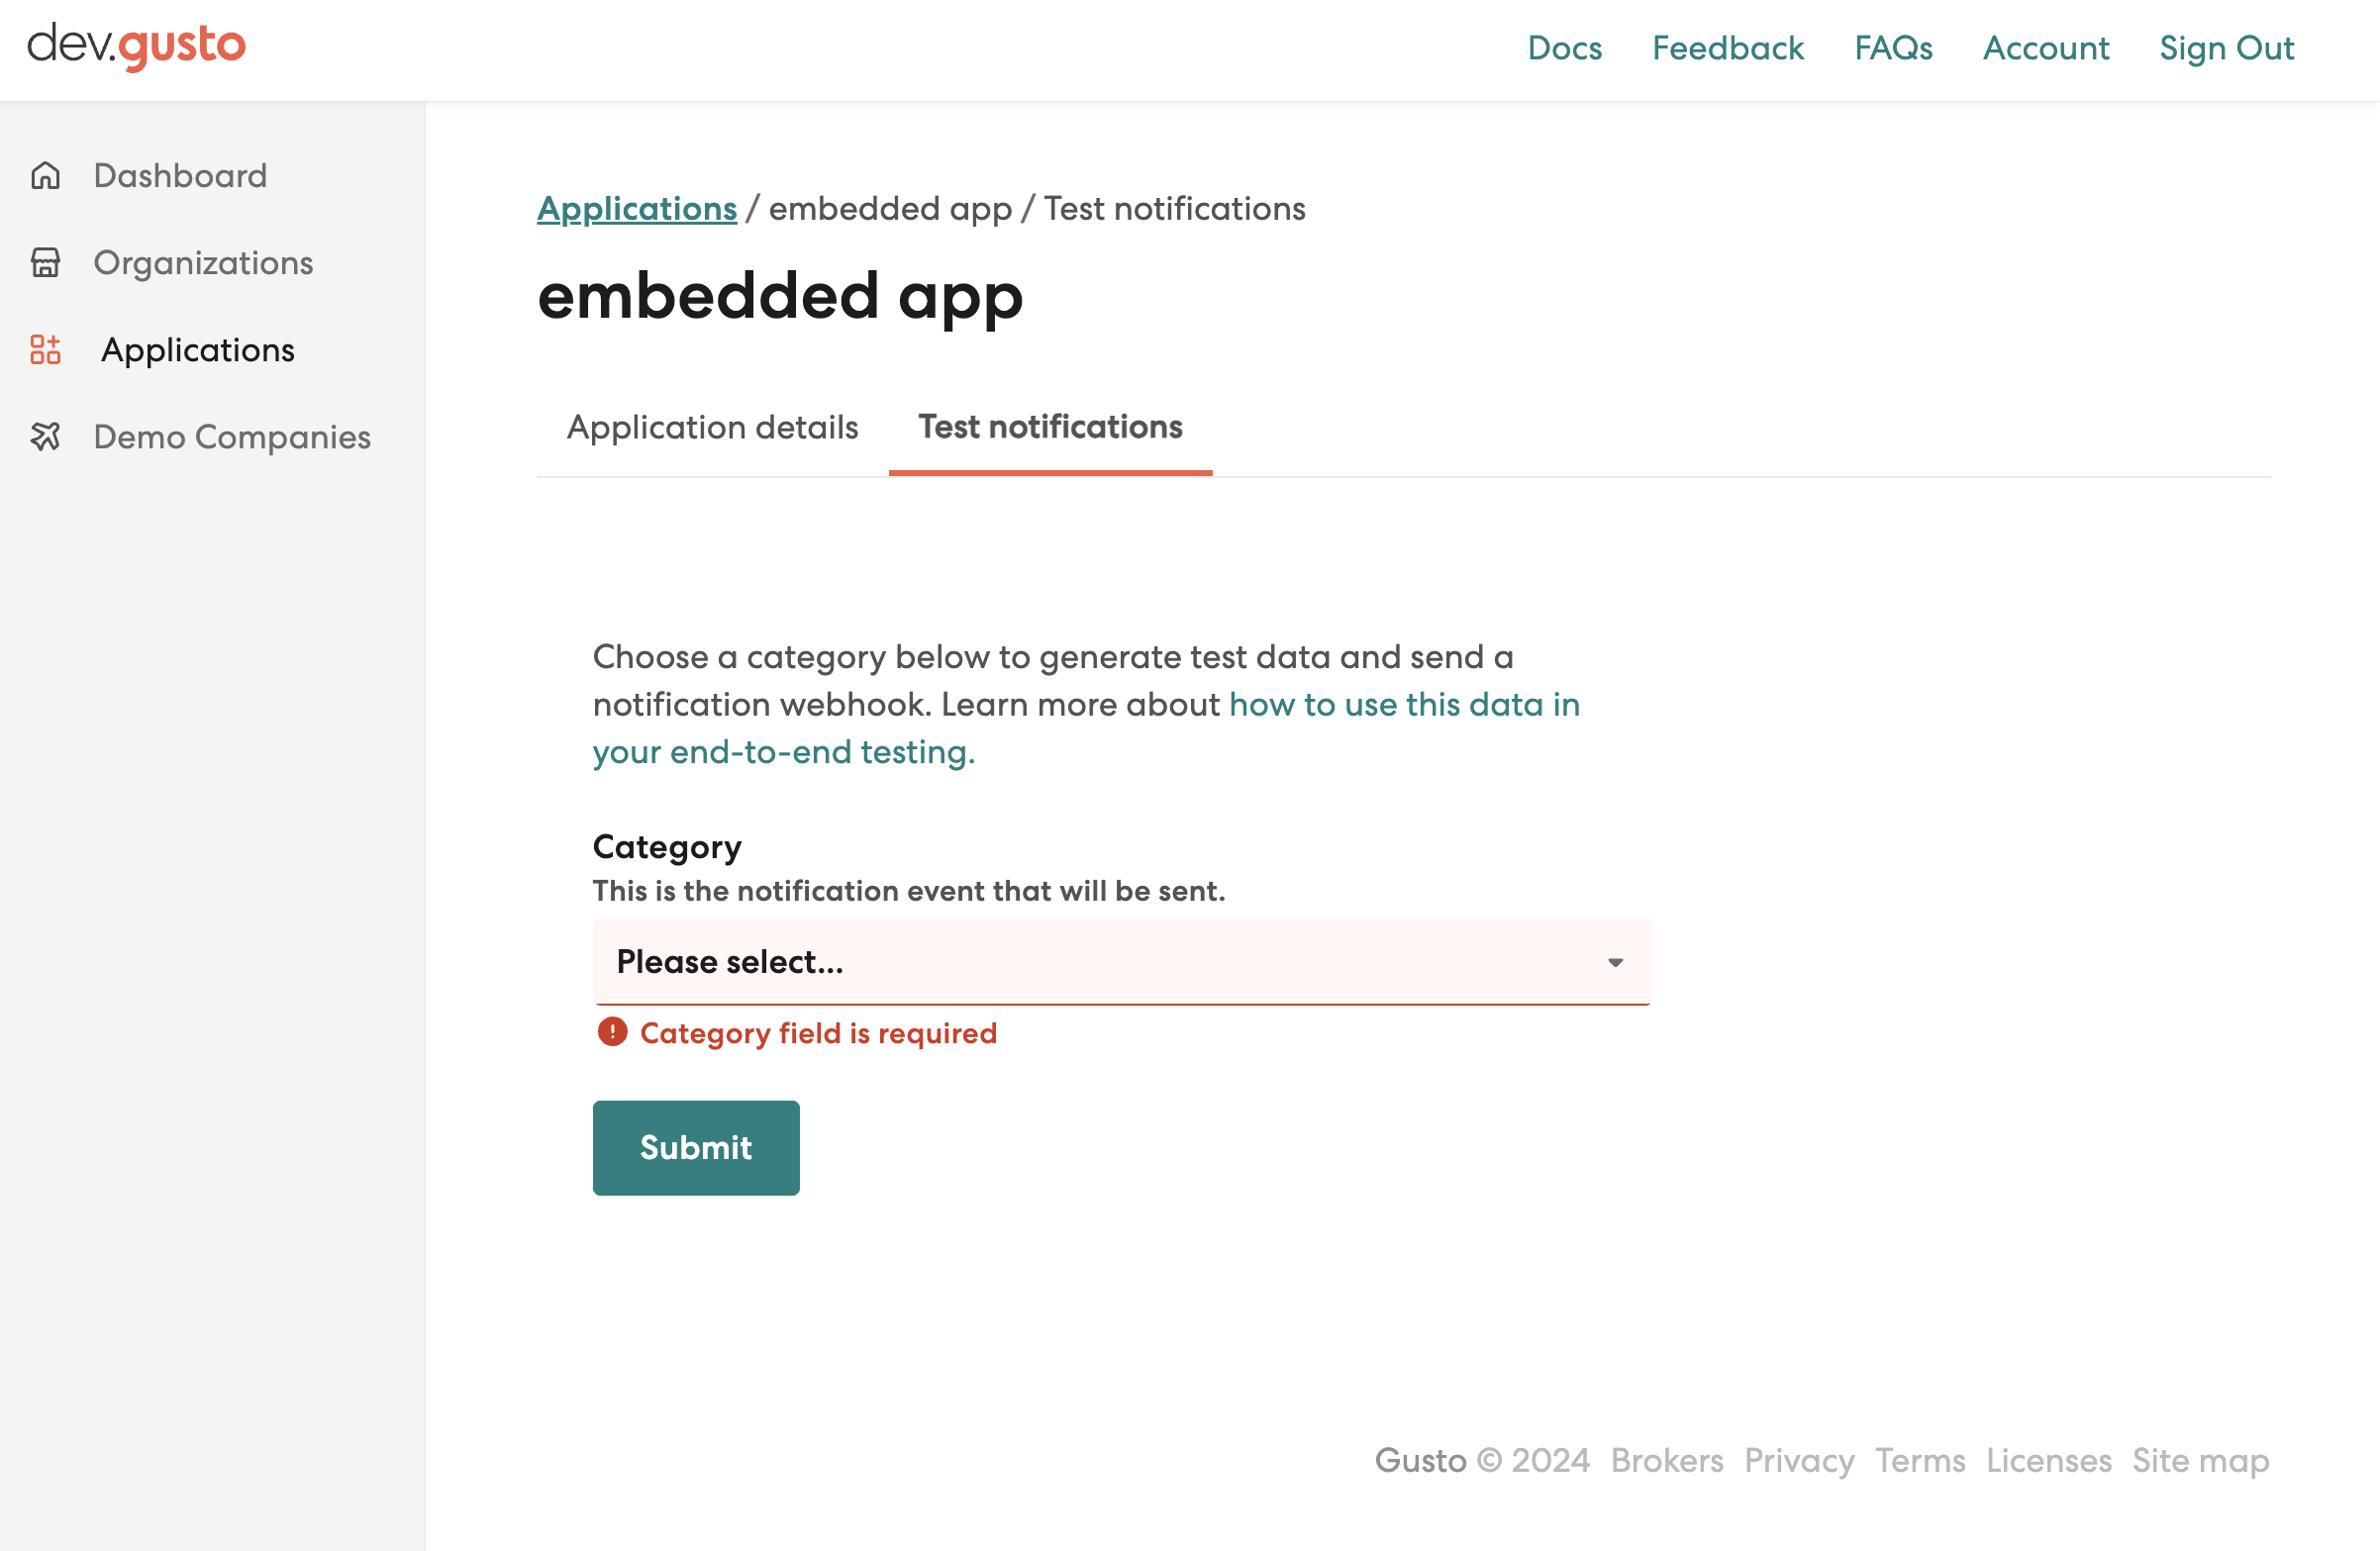 dev.gusto
Docs Feedback FAQs Account Sign Out
Dashboard
Organizations
Applications
Demo Companies
Applications / embedded app / Test notifications
embedded app
Application details Test notifications
Choose a category below to generate test data and send a
notification webhook. Learn more about how to use this data in
your end-to-end testing.
Category
This is the notification event that will be sent.
Please select...
Category field is required
Submit
Gusto © 2024 Brokers Privacy Terms Licenses Site map